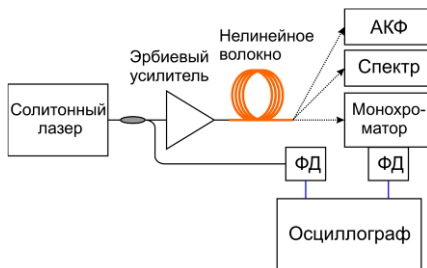 АКФ
Эрбиевый
усилитель
Нелинейное
волокно
Спектр
Солитонный
лазер
Монохро-
матор
ФД
ФД
Осциллограф